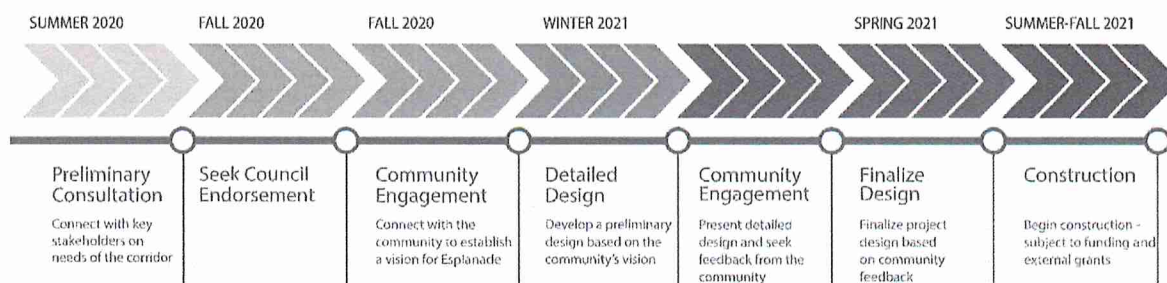 SUMMER 2020
FALL 2020
FALL 2020
WINTER 2021
SPRING 2021
SUMMER-FALL 2021
Preliminary
Consultation
Connect with key
stakeholders on
needs of the corridor
Seek Council
Endorsement
Community
Engagement
Connect with the
community to establish
a vision for Esplanade
Detailed
Design
Develop a preliminary
design based on the
community's vision
Community
Engagement
Present detailed
design and seek
feedback from the
community
Finalize
Design
Finalize project
design based
on community
feedback
Construction
Begin construction -
subject to funding and
external grants